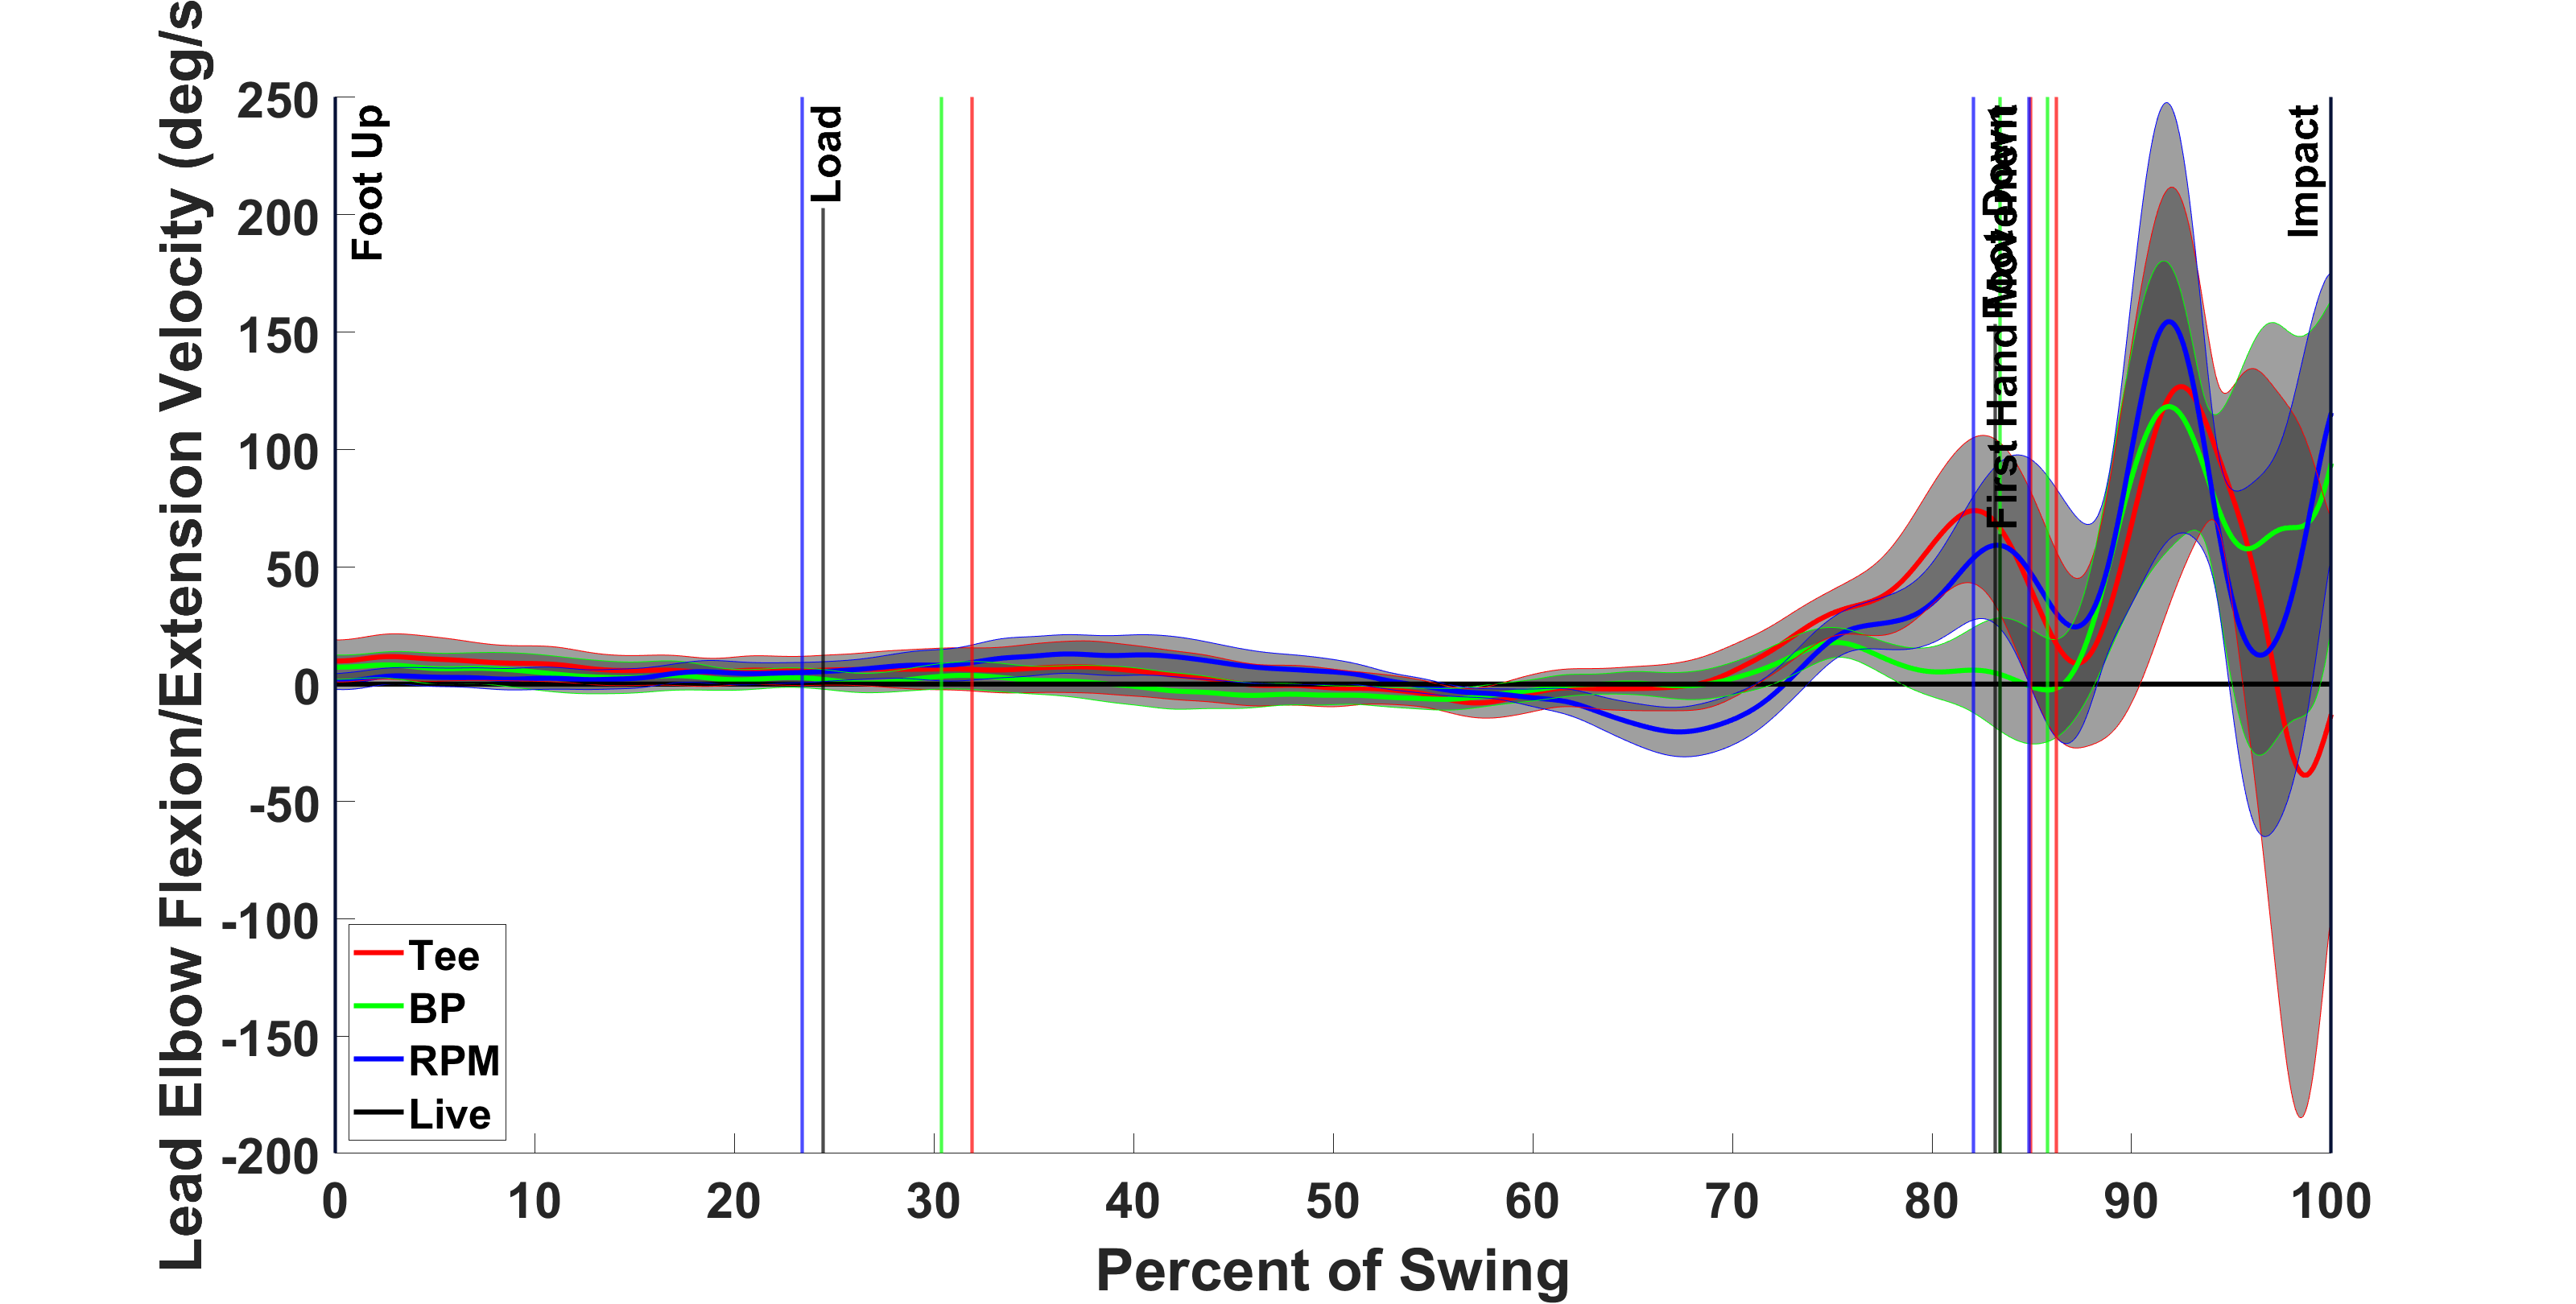 Lead Elbow Flexion/Extension Velocity (deg/s
250
200
150
100
50
0
-50
-100
-150
-200
Foot Up
Load
Foot Down
First Hand Movement
Impact
Tee
BP
RPM
Live
0 10 20 30 40 50 60 70 80 90 100
Percent of Swing